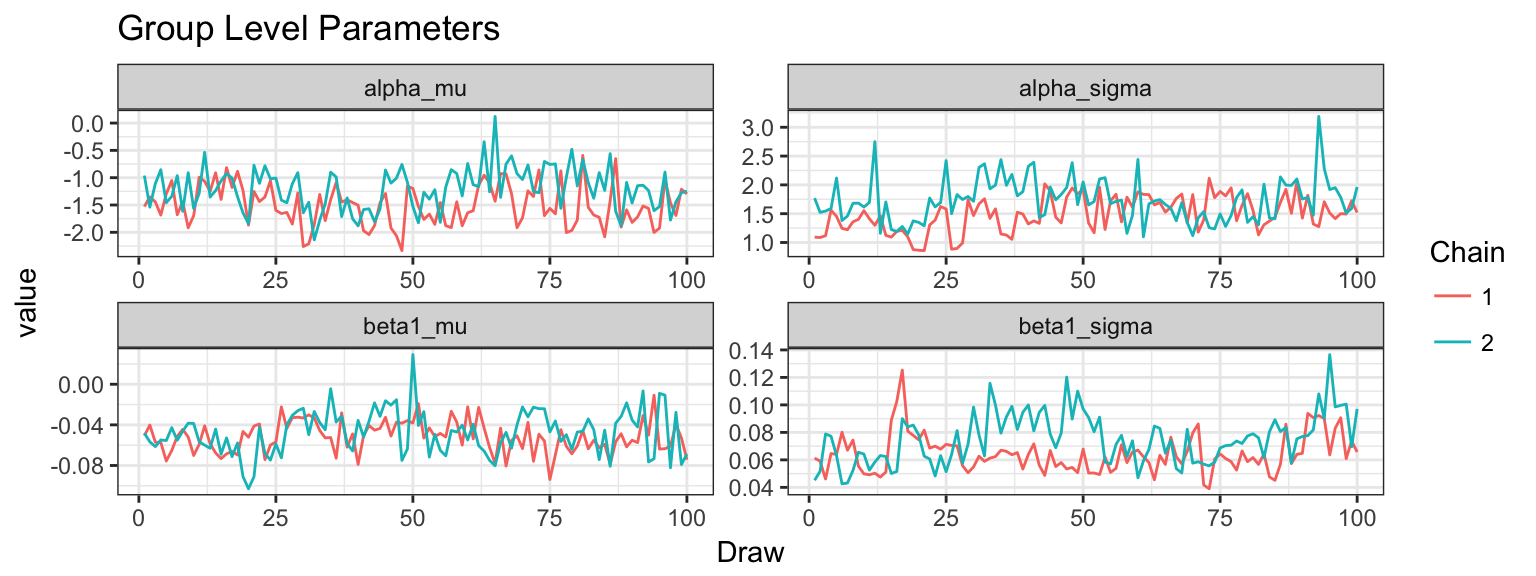 Group Level Parameters
alpha_mu
alpha_sigma
0.0
-0.5
-1.0
-1.5
-2.0
3.0
2.5
2.0
1.5
1.0
0 25 50 75 100
0 25 50 75 100
value
beta1_mu
beta1_sigma
0.00
-0.04
-0.08
0.14
0.12
0.10
0.08
0.06
0.04
0 25 50 75 100
0 25 50 75 100
Draw
Chain
1
2